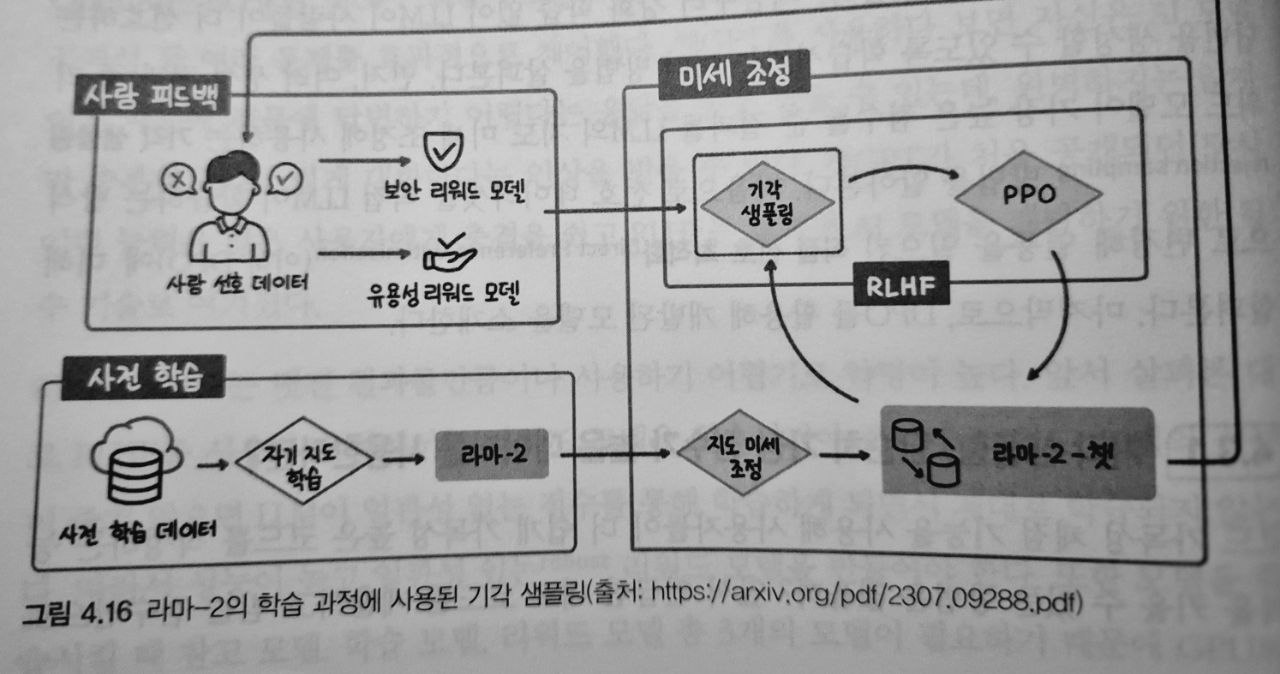 사람 피드백
보안 리워드 모델
사람 선호 데이터
유용성 리워드 모델
미세 조정
기각
샘플링
PPO
RLHF
사전 학습
자기 지도
학습
라마-2
사전 학습 데이터
지도 미세
조정
라마-2-챗
그림 4.16 라마-2의 학습 과정에 사용된 기각 샘플링(출처: https://arxiv.org/pdf/2307.09288.pdf)